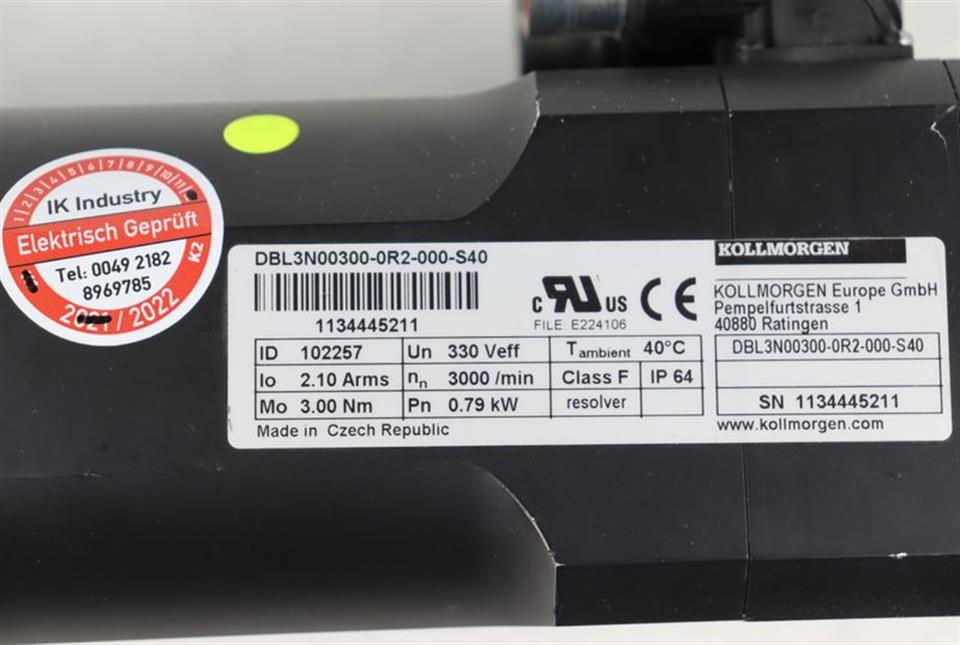 1 2 3 4 5 6 7 8 9 10 11
IK Industry
Elektrisch Geprüft
K2
Tel: 0049 2182
8969785
2021 / 2022
DBL3N00300-0R2-000-S40
1134445211
C RU US
FILE: E224106
CE
KOLLMORGEN
KOLLMORGEN Europe GmbH
Pempelfurtstrasse 1
40880 Ratingen
ID 102257 Un 330 Veff Tambient 40°C
Io 2.10 Arms nn 3000 /min Class F IP 64
Mo 3.00 Nm Pn 0.79 kW resolver
Made in Czech Republic
DBL3N00300-0R2-000-S40
SN 1134445211
www.kollmorgen.com